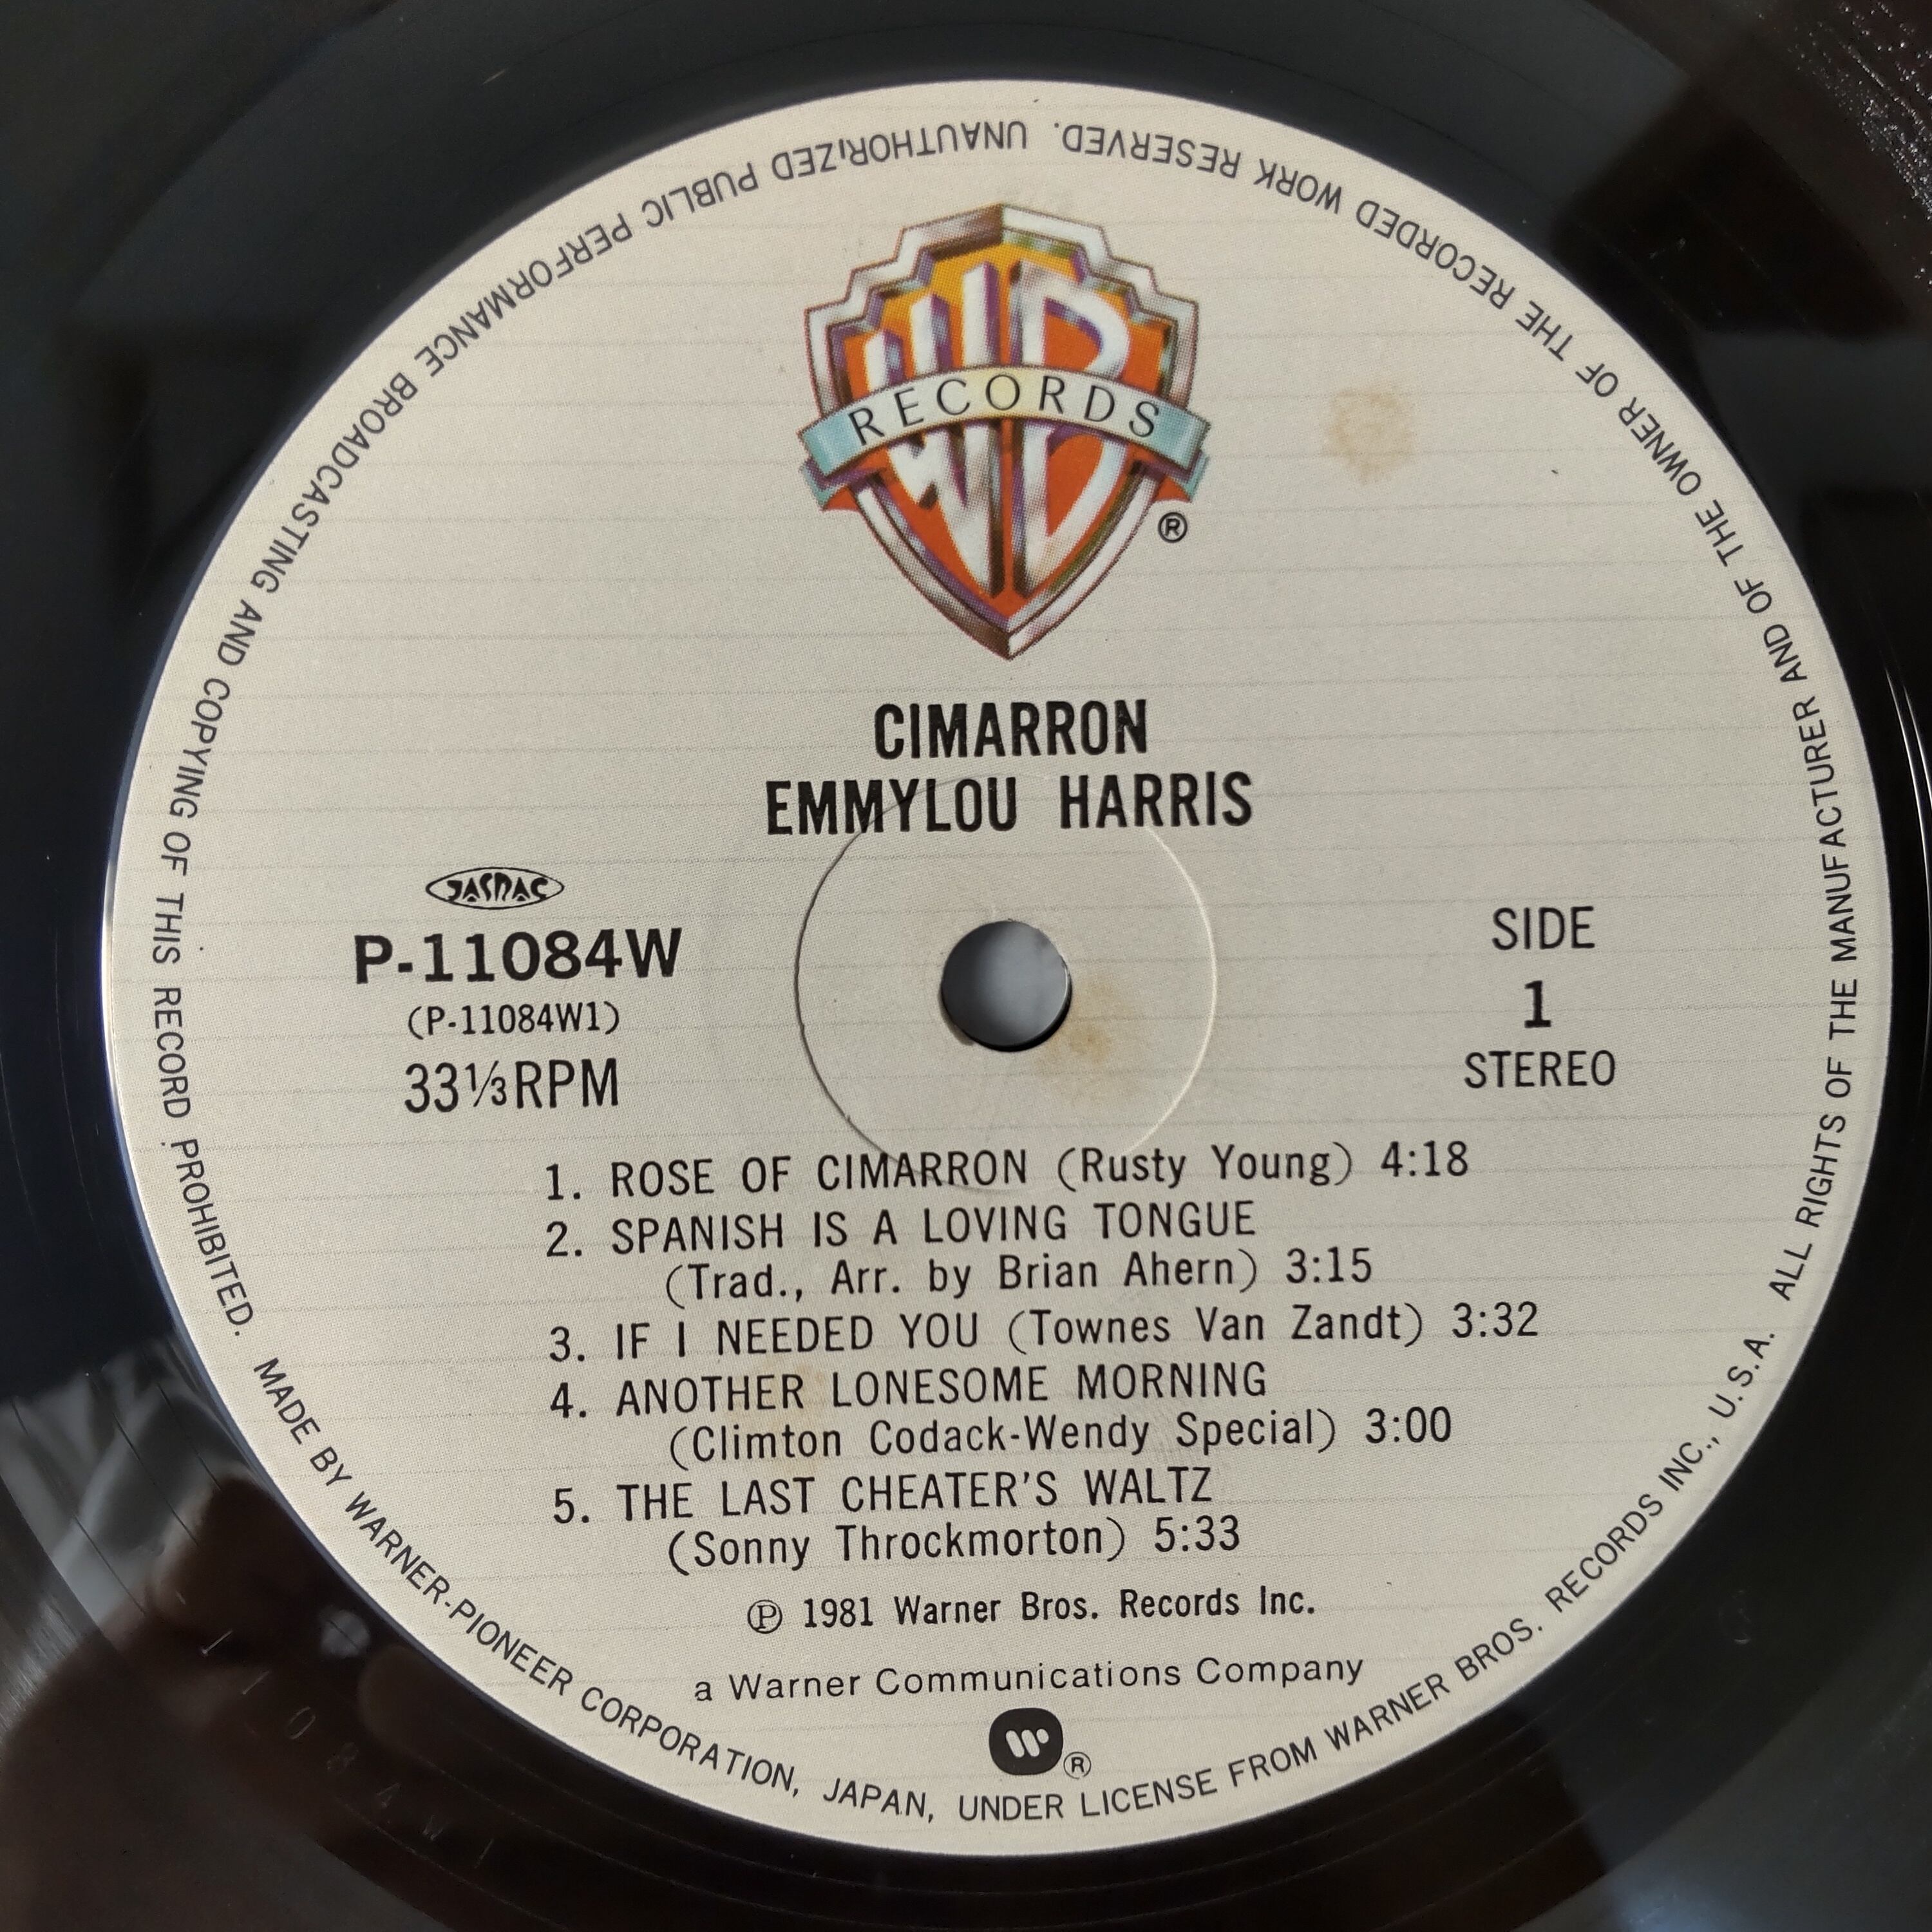 WB
RECORDS
®
CIMARRON
EMMYLOU HARRIS
JASRAC
P-11084W
(P-11084W1)
33⅓RPM
SIDE
1
STEREO
1. ROSE OF CIMARRON (Rusty Young) 4:18
2. SPANISH IS A LOVING TONGUE
(Trad., Arr. by Brian Ahern) 3:15
3. IF I NEEDED YOU (Townes Van Zandt) 3:32
4. ANOTHER LONESOME MORNING
(Climton Codack-Wendy Special) 3:00
5. THE LAST CHEATER'S WALTZ
(Sonny Throckmorton) 5:33
Ⓟ 1981 Warner Bros. Records Inc.
a Warner Communications Company
W®
MADE BY WARNER-PIONEER CORPORATION, JAPAN, UNDER LICENSE FROM WARNER BROS. RECORDS INC., U.S.A. ALL RIGHTS OF THE MANUFACTURER AND OF THE OWNER OF THE RECORDED WORK RESERVED. UNAUTHORIZED PUBLIC PERFORMANCE BROADCASTING AND COPYING OF THIS RECORD PROHIBITED.